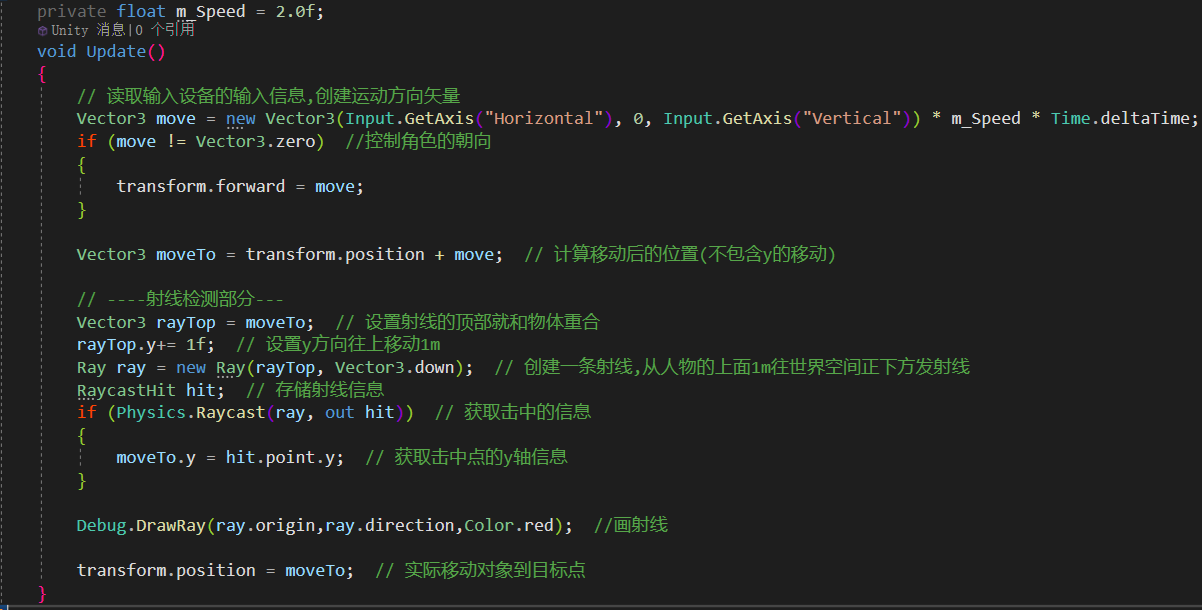 private float m_Speed = 2.0f;
Unity 消息|0 个引用
void Update()
{
// 读取输入设备的输入信息,创建运动方向矢量
Vector3 move = new Vector3(Input.GetAxis("Horizontal"), 0, Input.GetAxis("Vertical")) * m_Speed * Time.deltaTime;
if (move != Vector3.zero)  //控制角色的朝向
{
transform.forward = move;
}
Vector3 moveTo = transform.position + move;  // 计算移动后的位置(不包含y的移动)
// ----射线检测部分---
Vector3 rayTop = moveTo;  // 设置射线的顶部就和物体重合
rayTop.y+= 1f;  // 设置y方向往上移动1m
Ray ray = new Ray(rayTop, Vector3.down);  // 创建一条射线,从人物的上面1m往世界空间正下方发射线
RaycastHit hit;  // 存储射线信息
if (Physics.Raycast(ray, out hit))  // 获取击中的信息
{
moveTo.y = hit.point.y;  // 获取击中点的y轴信息
}
Debug.DrawRay(ray.origin,ray.direction,Color.red);  //画射线
transform.position = moveTo;  // 实际移动对象到目标点
}